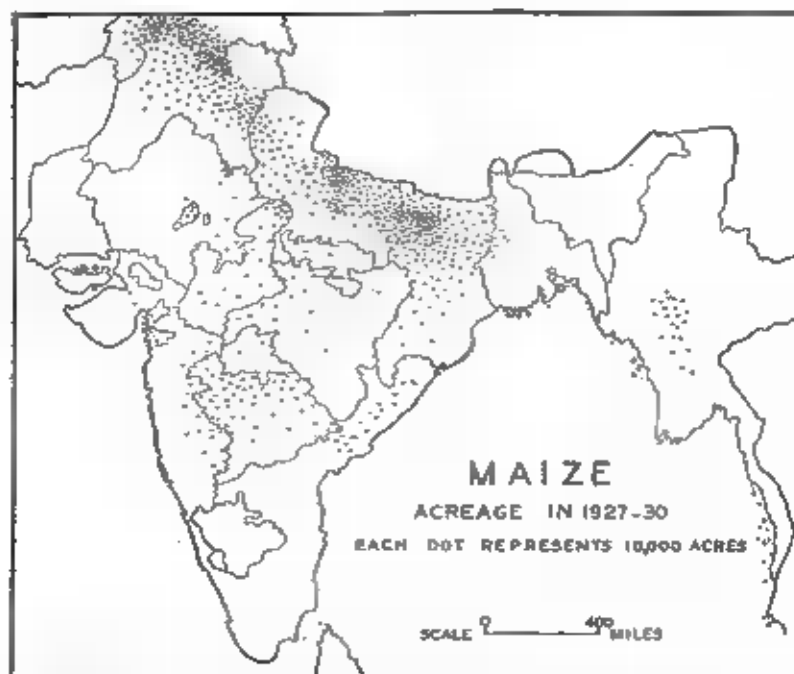 MAIZE
ACREAGE IN 1927-30
EACH DOT REPRESENTS 10,000 ACRES
SCALE 0 400 MILES